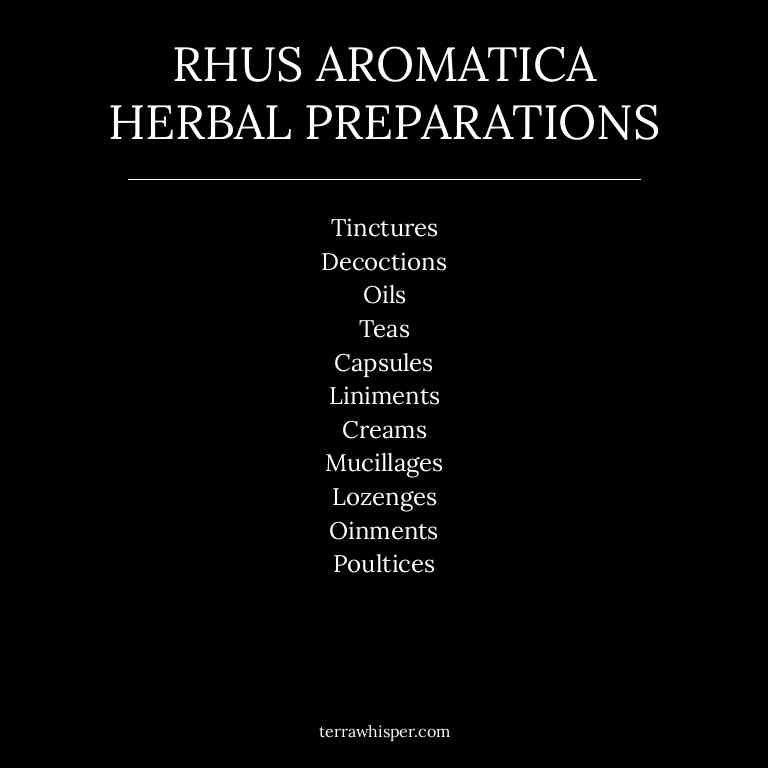 RHUS AROMATICA
HERBAL PREPARATIONS
Tinctures
Decoctions
Oils
Teas
Capsules
Liniments
Creams
Mucillages
Lozenges
Oinments
Poultices
terrawhisper.com